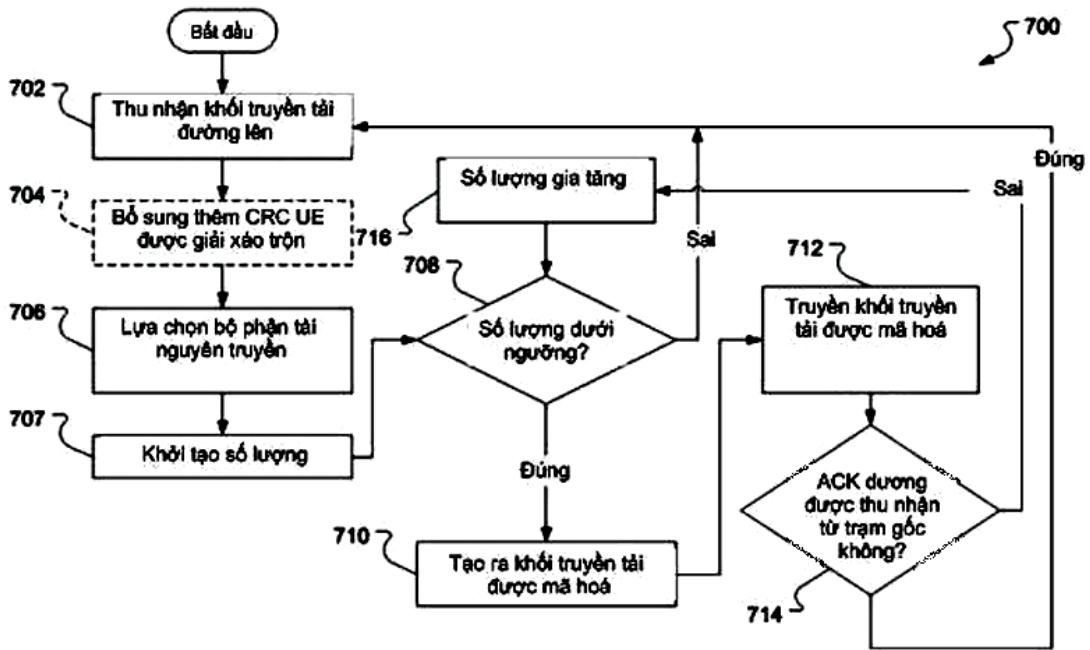 Bắt đầu
700
702
Thu nhận khối truyền tải
đường lên
Đúng
704
Bổ sung thêm CRC UE
được giải xáo trộn
716
Số lượng gia tăng
Sai
Sai
706
Lựa chọn bộ phận tài
nguyên truyền
708
Số lượng dưới
ngưỡng?
712
Truyền khối truyền
tải được mã hoá
707
Khởi tạo số lượng
Đúng
710
Tạo ra khối truyền tải
được mã hoá
ACK dương
được thu nhận
từ trạm gốc
không?
714